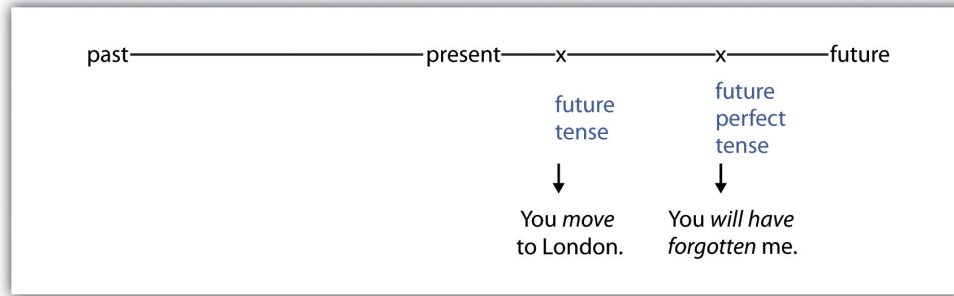 past present x x future
future
tense
future
perfect
tense
You move
to London.
You will have
forgotten me.